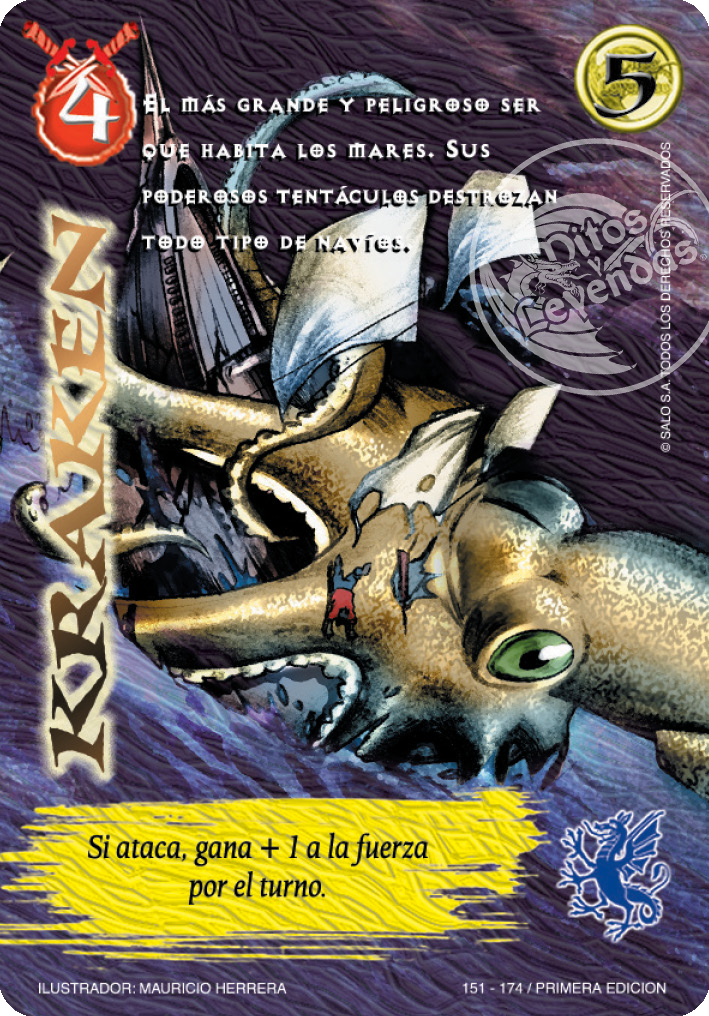 4
5
El más grande y peligroso ser
que habita los mares. Sus
poderosos tentáculos destrozan
todo tipo de navíos.
Mitos
y
Leyendas
© SALO S.A. TODOS LOS DERECHOS RESERVADOS
KRAKEN
Si ataca, gana + 1 a la fuerza
por el turno.
ILUSTRADOR: MAURICIO HERRERA
151 - 174 / PRIMERA EDICION